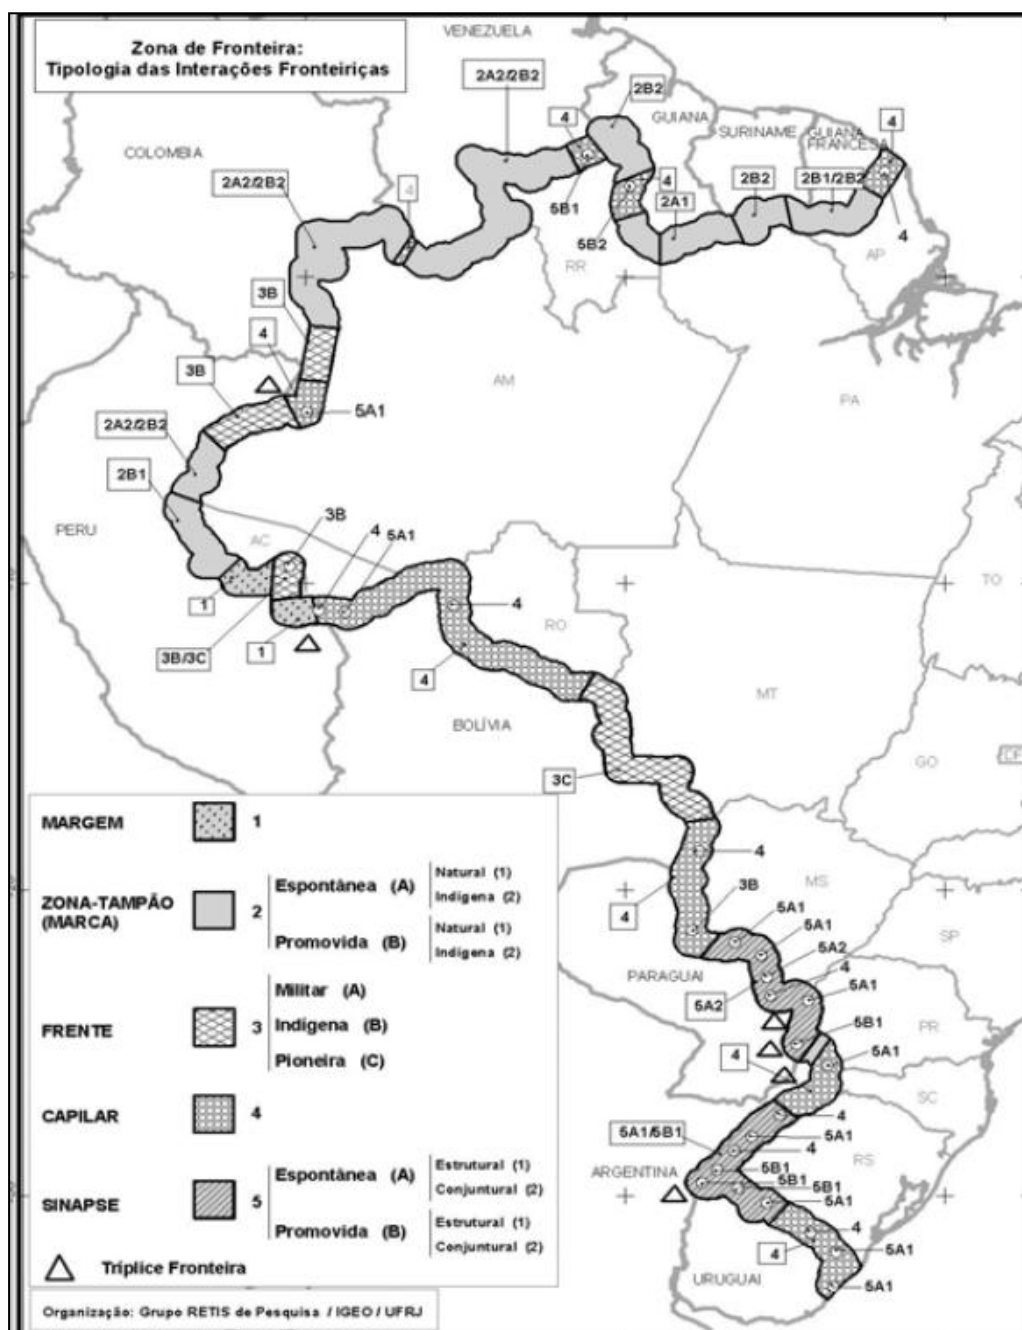 Zona de Fronteira:
Tipologia das Interações Fronteiriças
VENEZUELA
2A2/2B2
2B2
4
GUIANA
SURINAME
GUIANA
FRANCESA
4
COLOMBIA
2A2/2B2
4
5B1
4
2A1
2B2
2B1/2B2
5B2
4
RR
AP
3B
4
3B
AM
PA
5A1
2A2/2B2
2B1
PERU
AC
3B
4
5A1
1
TO
4
RO
3B/3C
1
4
MT
BOLÍVIA
GO
DF
3C
MARGEM
1
4
ZONA-TAMPÃO
(MARCA)
2
Espontânea (A)
Natural (1)
Indígena (2)
Promovida (B)
Natural (1)
Indígena (2)
3B
MS
4
5A1
5A1
SP
PARAGUAI
5A2
4
5A2
5A1
FRENTE
3
Militar (A)
Indígena (B)
Pioneira (C)
PR
5B1
4
5A1
CAPILAR
4
SC
4
5A1/5B1
5A1
4
RS
SINAPSE
5
Espontânea (A)
Estrutural (1)
Conjuntural (2)
Promovida (B)
Estrutural (1)
Conjuntural (2)
ARGENTINA
5B1
5B1
5B1
5A1
4
4
5A1
URUGUAI
5A1
Tríplice Fronteira
Organização: Grupo RETIS de Pesquisa / IGEO / UFRJ